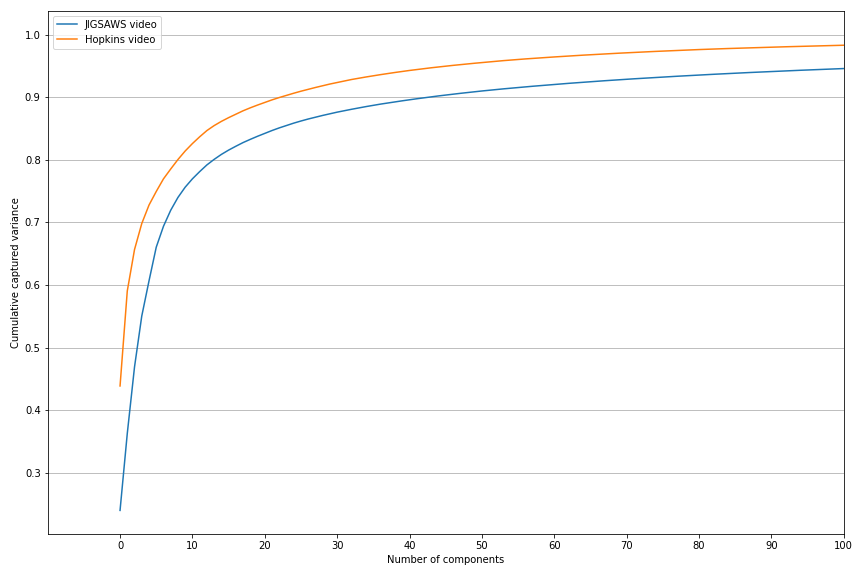 JIGSAWS video
Hopkins video
1.0
0.9
0.8
0.7
0.6
0.5
0.4
0.3
Cumulative captured variance
0 10 20 30 40 50 60 70 80 90 100
Number of components